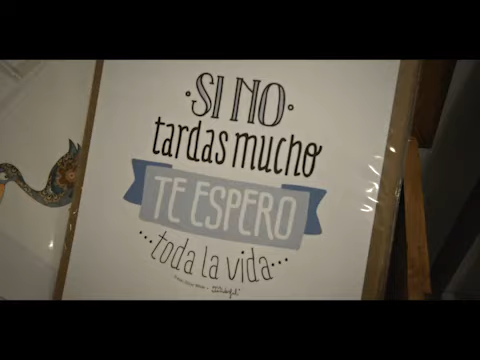 ·SI NO·
tardas mucho
TE ESPERO
...toda la vida...